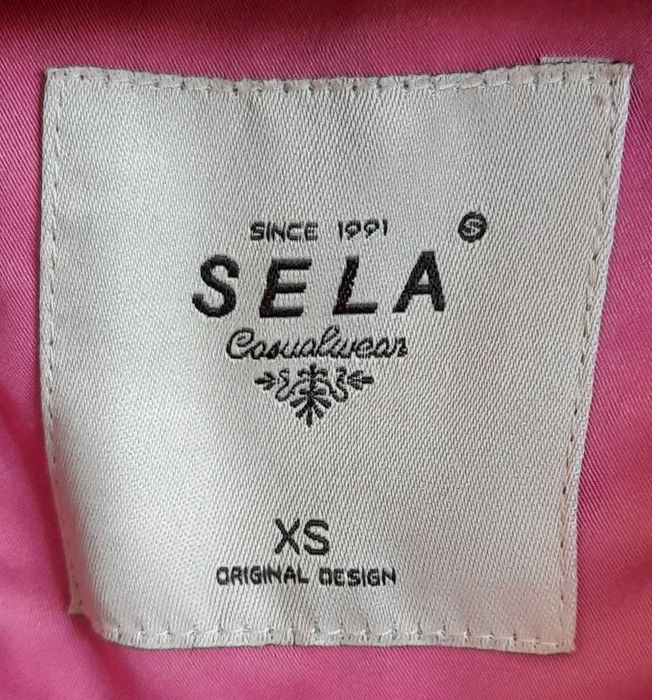 SINCE 1991
S
SELA
Casualwear
XS
ORIGINAL DESIGN